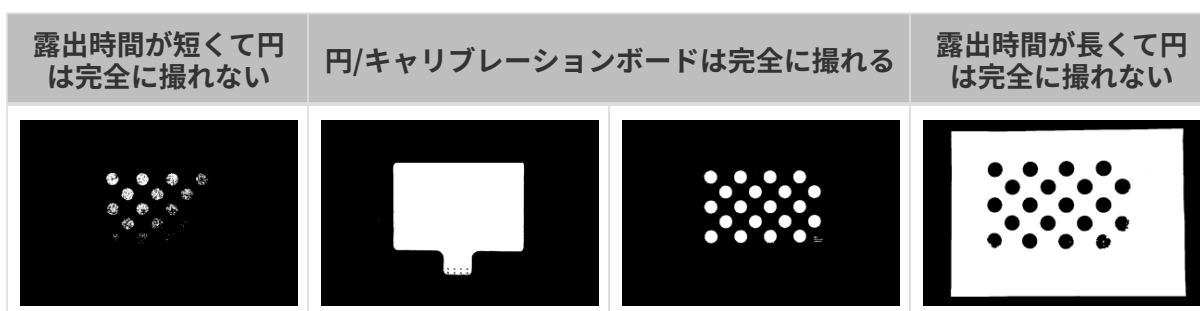 露出時間が短くて円
は完全に撮れない
円/キャリブレーションボードは完全に撮れる
露出時間が長くて円
は完全に撮れない